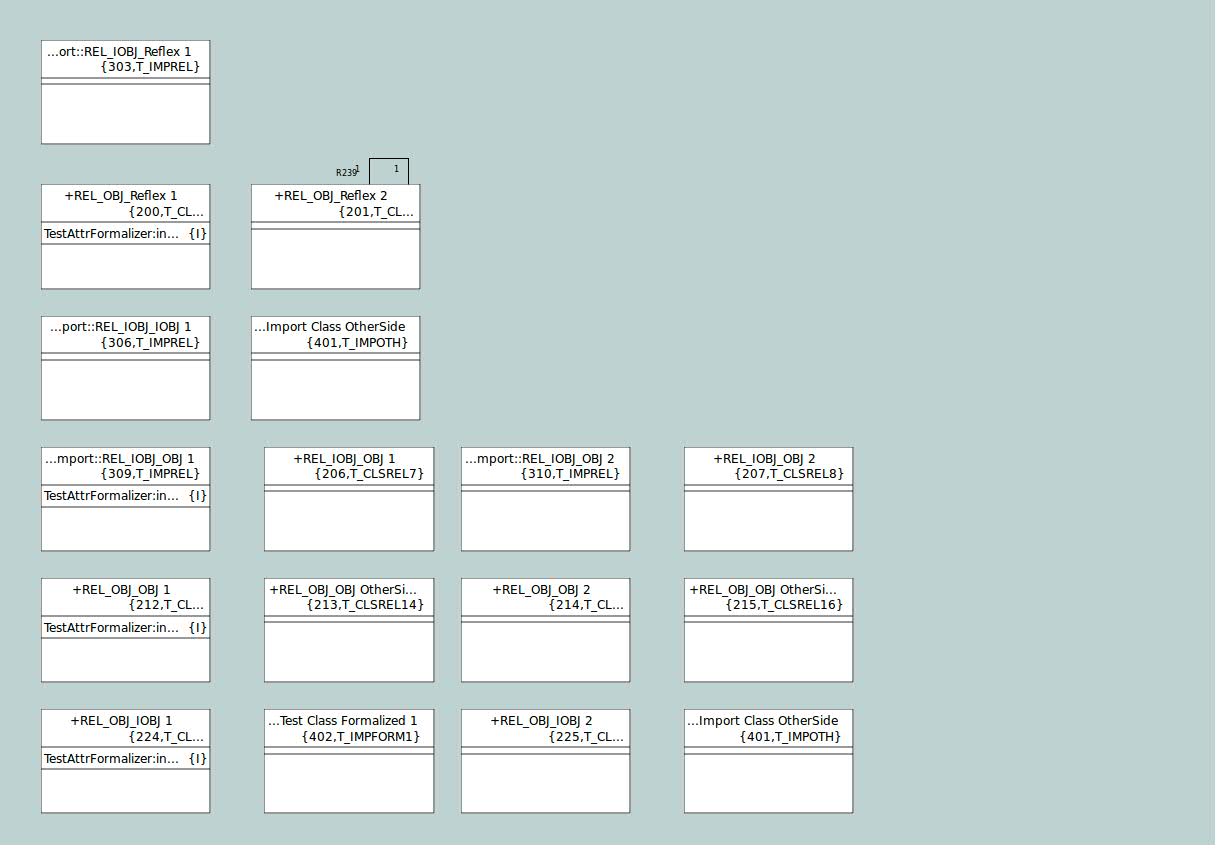 ...ort::REL_IOBJ_Reflex 1
{303,T_IMPREL}
R239
1
1
+REL_OBJ_Reflex 1
{200,T_CL...
TestAttrFormalizer:in... {I}
+REL_OBJ_Reflex 2
{201,T_CL...
...port::REL_IOBJ_IOBJ 1
{306,T_IMPREL}
...Import Class OtherSide
{401,T_IMPOTH}
...mport::REL_IOBJ_OBJ 1
{309,T_IMPREL}
TestAttrFormalizer:in... {I}
+REL_IOBJ_OBJ 1
{206,T_CLSREL7}
...mport::REL_IOBJ_OBJ 2
{310,T_IMPREL}
+REL_IOBJ_OBJ 2
{207,T_CLSREL8}
+REL_OBJ_OBJ 1
{212,T_CL...
TestAttrFormalizer:in... {I}
+REL_OBJ_OBJ OtherSi...
{213,T_CLSREL14}
+REL_OBJ_OBJ 2
{214,T_CL...
+REL_OBJ_OBJ OtherSi...
{215,T_CLSREL16}
+REL_OBJ_IOBJ 1
{224,T_CL...
TestAttrFormalizer:in... {I}
...Test Class Formalized 1
{402,T_IMPFORM1}
+REL_OBJ_IOBJ 2
{225,T_CL...
...Import Class OtherSide
{401,T_IMPOTH}